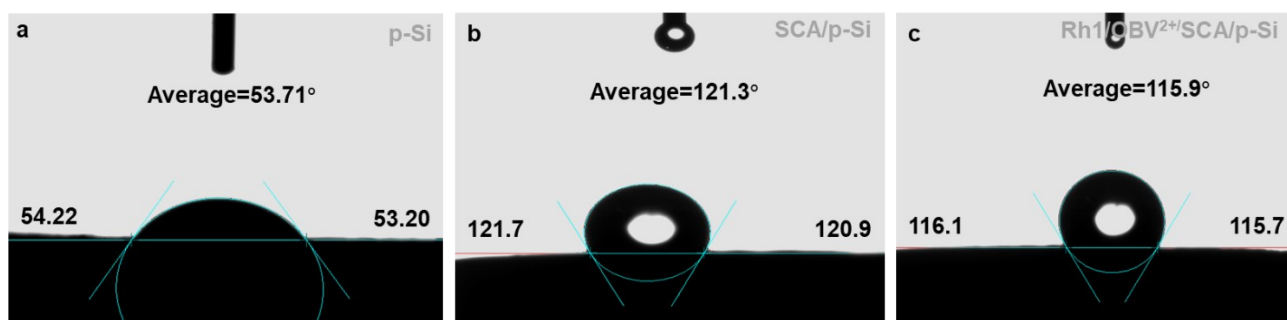 a
p-Si
Average=53.71°
54.22
53.20
b
SCA/p-Si
Average=121.3°
121.7
120.9
c
Rh1/OBV²⁺/SCA/p-Si
Average=115.9°
116.1
115.7